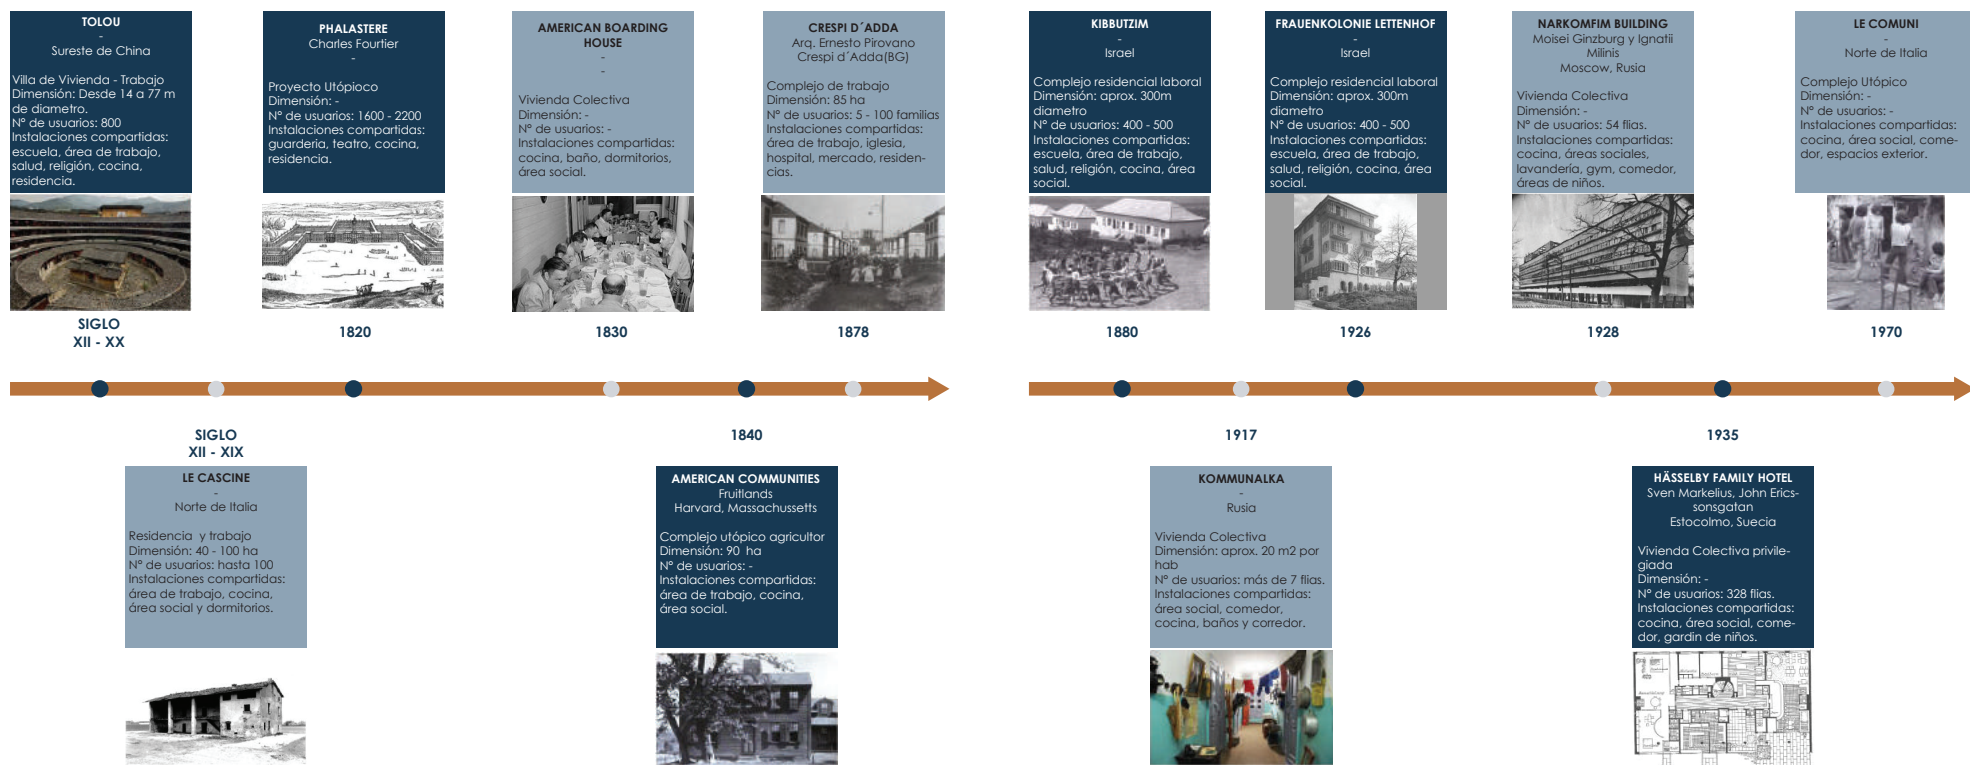 TOLOU
-
Sureste de China
Villa de Vivienda - Trabajo
Dimensión: Desde 14 a 77 m
de diametro.
Nº de usuarios: 800
Instalaciones compartidas:
escuela, área de trabajo,
salud, religión, cocina,
residencia.
PHALASTERE
Charles Fourtier
-
Proyecto Utópioco
Dimensión: -
Nº de usuarios: 1600 - 2200
Instalaciones compartidas:
guarderia, teatro, cocina,
residencia.
AMERICAN BOARDING
HOUSE
-
-
Vivienda Colectiva
Dimensión: -
Nº de usuarios: -
Instalaciones compartidas:
cocina, baño, dormitorios,
área social.
CRESPI D´ADDA
Arq. Ernesto Pirovano
Crespi d´Adda(BG)
Complejo de trabajo
Dimensión: 85 ha
Nº de usuarios: 5 - 100 familias
Instalaciones compartidas:
área de trabajo, iglesia,
hospital, mercado, residen-
cias.
KIBBUTZIM
-
Israel
Complejo residencial laboral
Dimensión: aprox. 300m
diametro
Nº de usuarios: 400 - 500
Instalaciones compartidas:
escuela, área de trabajo,
salud, religión, cocina, área
social.
FRAUENKOLONIE LETTENHOF
-
Israel
Complejo residencial laboral
Dimensión: aprox. 300m
diametro
Nº de usuarios: 400 - 500
Instalaciones compartidas:
escuela, área de trabajo,
salud, religión, cocina, área
social.
NARKOMFIM BUILDING
Moisei Ginzburg y Ignatii
Milinis
Moscow, Rusia
Vivienda Colectiva
Dimensión: -
Nº de usuarios: 54 flias.
Instalaciones compartidas:
cocina, áreas sociales,
lavandería, gym, comedor,
áreas de niños.
LE COMUNI
-
Norte de Italia
Complejo Utópico
Dimensión: -
Nº de usuarios: -
Instalaciones compartidas:
cocina, área social, come-
dor, espacios exterior.
SIGLO
XII - XX
1820
1830
1878
1880
1926
1928
1970
SIGLO
XII - XIX
1840
1917
1935
LE CASCINE
-
Norte de Italia
Residencia y trabajo
Dimensión: 40 - 100 ha
Nº de usuarios: hasta 100
Instalaciones compartidas:
área de trabajo, cocina,
área social y dormitorios.
AMERICAN COMMUNITIES
Fruitlands
Harvard, Massachussetts
Complejo utópico agricultor
Dimensión: 90 ha
Nº de usuarios: -
Instalaciones compartidas:
área de trabajo, cocina,
área social.
KOMMUNALKA
-
Rusia
Vivienda Colectiva
Dimensión: aprox. 20 m2 por
hab
Nº de usuarios: más de 7 flias.
Instalaciones compartidas:
área social, comedor,
cocina, baños y corredor.
HÄSSELBY FAMILY HOTEL
Sven Markelius, John Erics-
sonsgatan
Estocolmo, Suecia
Vivienda Colectiva privile-
giada
Dimensión: -
Nº de usuarios: 328 flias.
Instalaciones compartidas:
cocina, área social, come-
dor, gardin de niños.